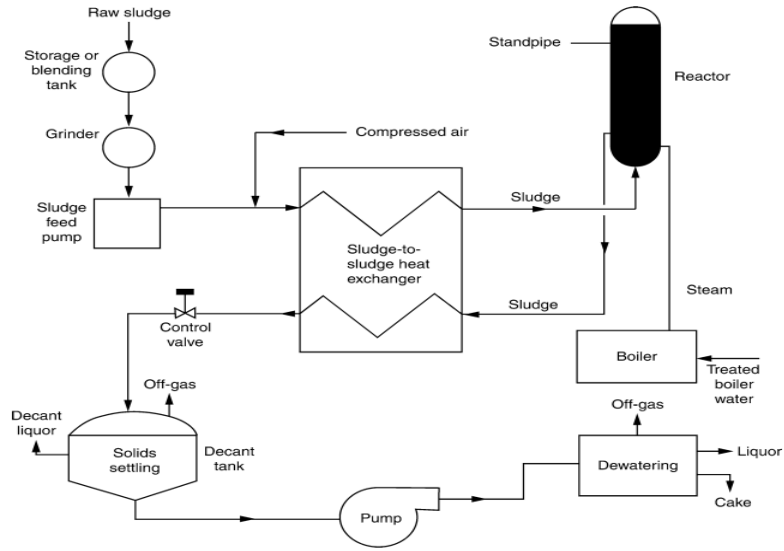 Raw sludge
Storage or
blending
tank
Grinder
Sludge
feed
pump
Compressed air
Standpipe
Reactor
Sludge
Sludge-to-
sludge heat
exchanger
Sludge
Steam
Control
valve
Boiler
Treated
boiler
water
Off-gas
Decant
liquor
Solids
settling
Decant
tank
Pump
Off-gas
Dewatering
Liquor
Cake